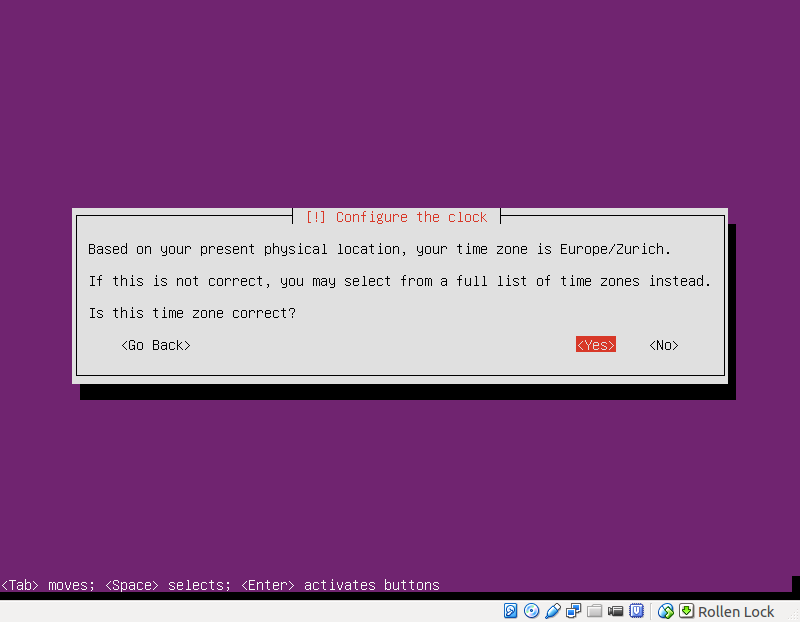 [!] Configure the clock
Based on your present physical location, your time zone is Europe/Zurich.
If this is not correct, you may select from a full list of time zones instead.
Is this time zone correct?
<Go Back> <Yes> <No>
<Tab> moves; <Space> selects; <Enter> activates buttons
Rollen Lock